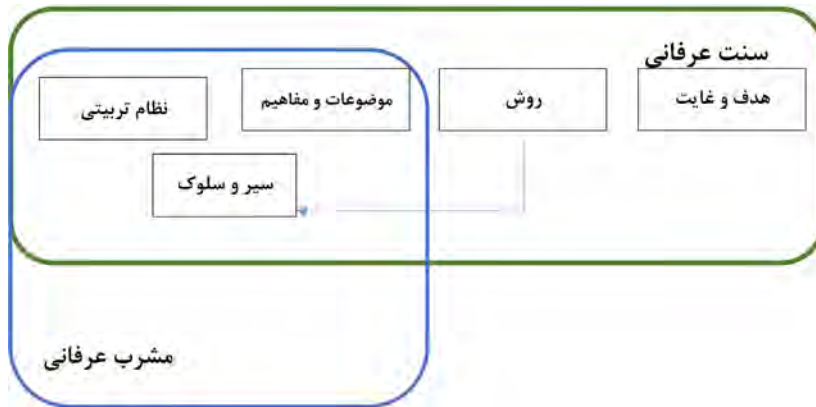 سنت عرفانی
هدف و غایت
روش
موضوعات و مفاهیم
نظام تربیتی
سیر و سلوک
مشرب عرفانی